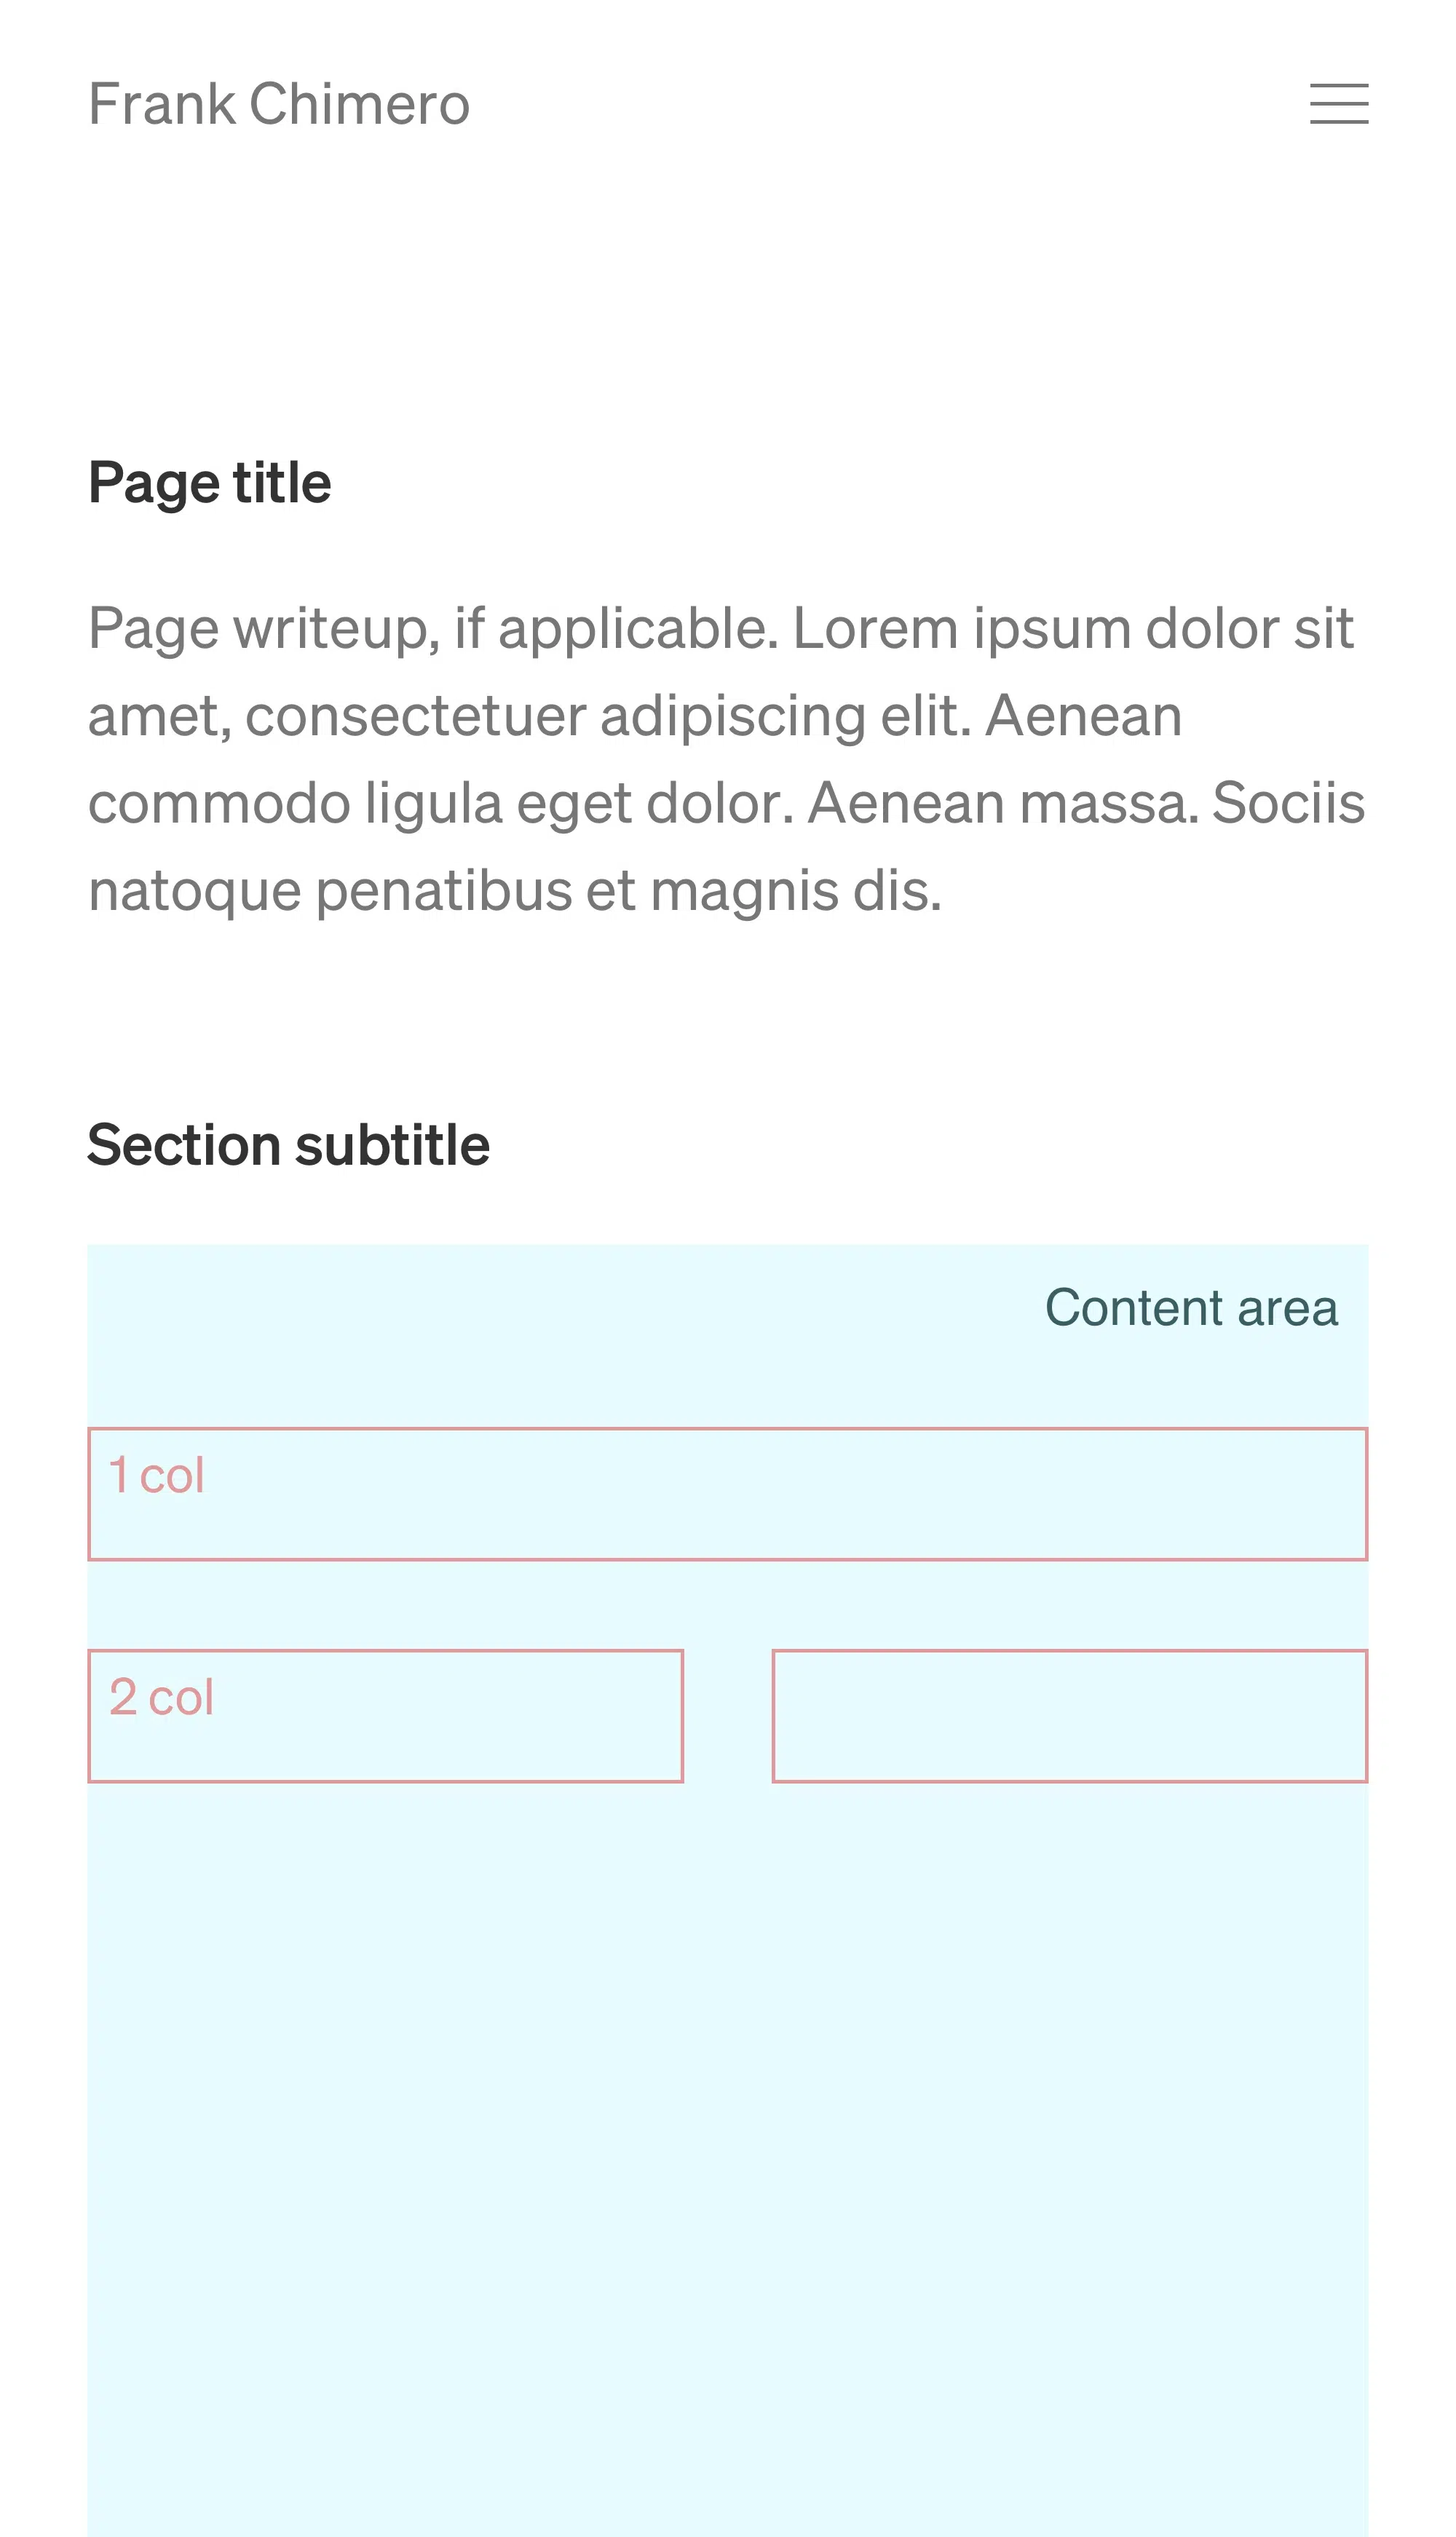 Frank Chimero
Page title
Page writeup, if applicable. Lorem ipsum dolor sit
amet, consectetuer adipiscing elit. Aenean
commodo ligula eget dolor. Aenean massa. Sociis
natoque penatibus et magnis dis.
Section subtitle
Content area
1 col
2 col